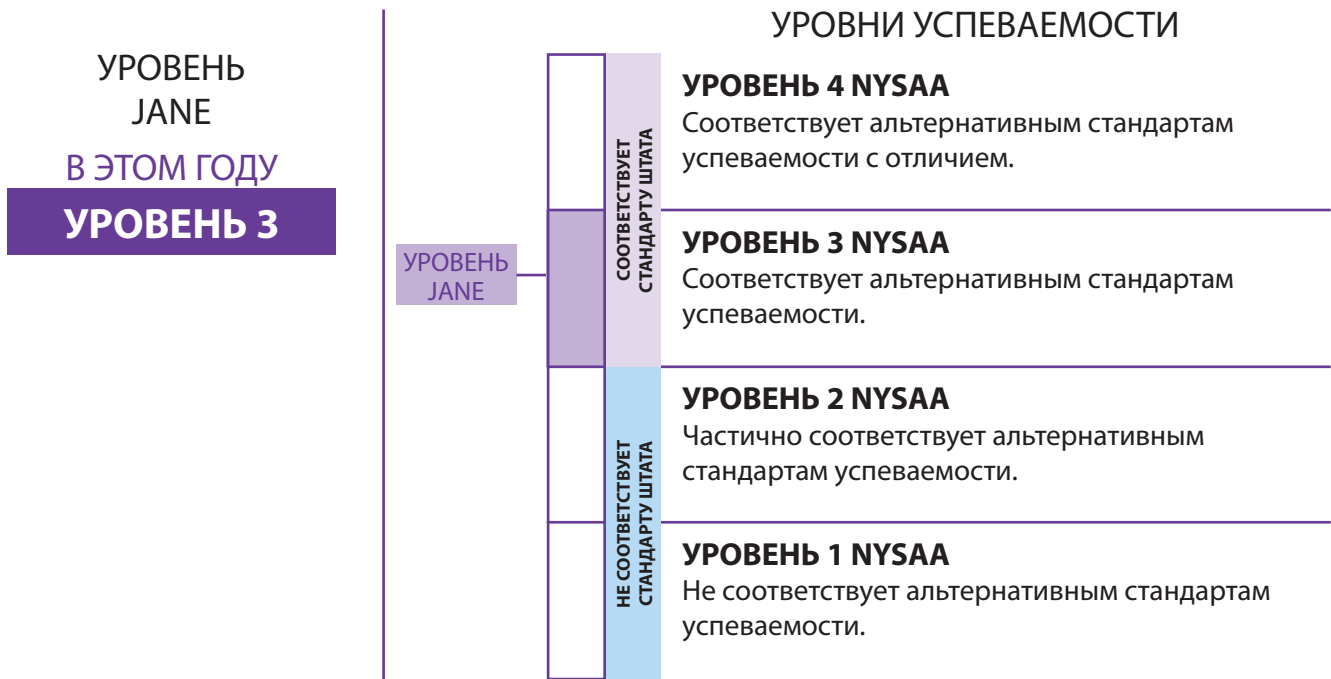 УРОВЕНЬ
JANE
В ЭТОМ ГОДУ
УРОВЕНЬ 3
УРОВНИ УСПЕВАЕМОСТИ
УРОВЕНЬ
JANE
СООТВЕТСТВУЕТ
СТАНДАРТУ ШТАТА
УРОВЕНЬ 4 NYSAA
Соответствует альтернативным стандартам
успеваемости с отличием.
УРОВЕНЬ 3 NYSAA
Соответствует альтернативным стандартам
успеваемости.
НЕ СООТВЕТСТВУЕТ
СТАНДАРТУ ШТАТА
УРОВЕНЬ 2 NYSAA
Частично соответствует альтернативным
стандартам успеваемости.
УРОВЕНЬ 1 NYSAA
Не соответствует альтернативным стандартам
успеваемости.